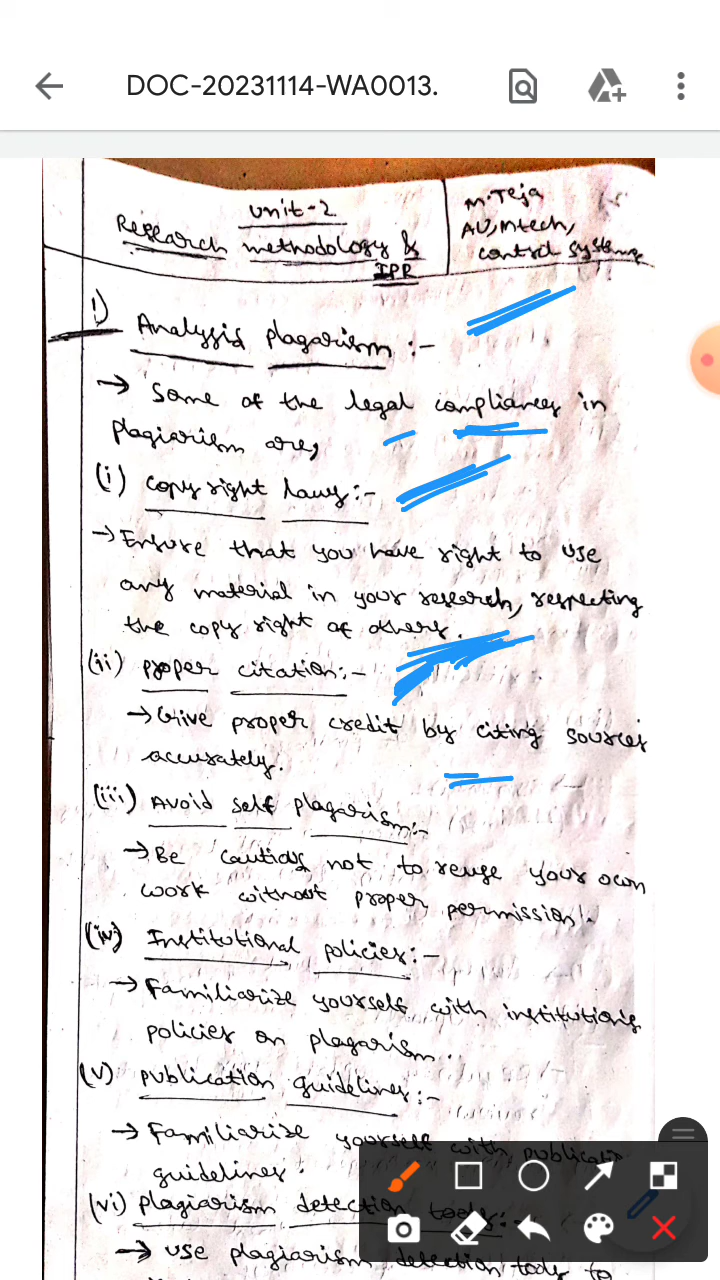 DOC-20231114-WA0013.
Unit-2
Research methodology &
IPR
M.Teja
AU, Mtech,
Control Systems
1)
Analysis plagarism :-
→ Some of the legal compliances in
plagiarism are,
(i) copy right laws:-
→ Ensure that you have right to use
any material in your research, respecting
the copy right of others.
(ii) proper citation:-
→ Give proper credit by citing sources
accurately.
(iii) Avoid self plagarism:-
→ Be cautious not to reuse your own
work without proper permission.
(iv) Institutional policies:-
→ Familiarize yourself with institutions
policies on plagarism.
(v) publication guidelines:-
→ Familiarize yourself with publication
guidelines.
(vi) plagiarism detection tools:-
→ use plagiarism detection tools to